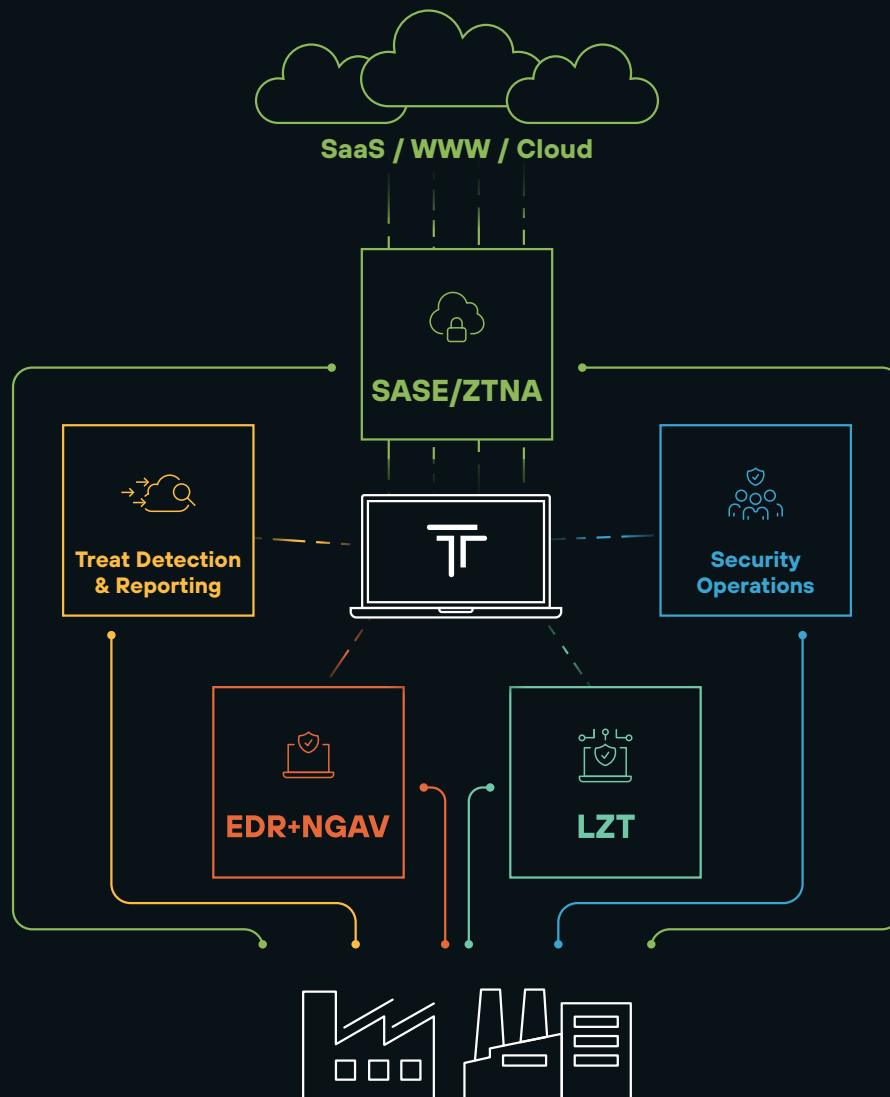 SaaS / WWW / Cloud
SASE/ZTNA
Treat Detection
& Reporting
Security
Operations
EDR+NGAV
LZT